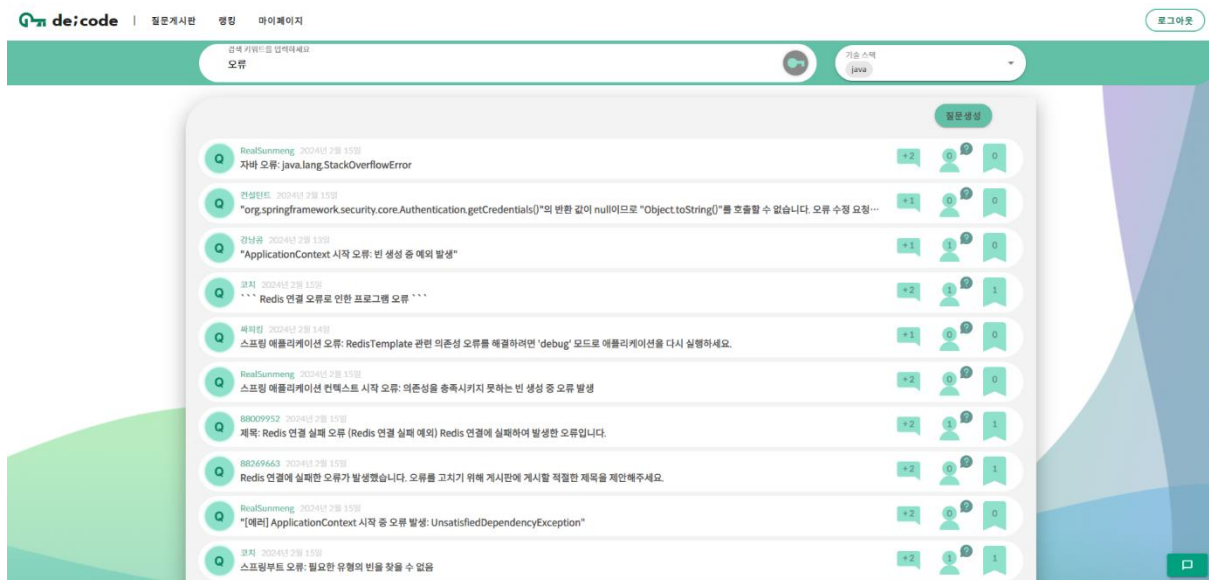 de;code | 질문게시판 랭킹 마이페이지 로그아웃
검색 키워드를 입력하세요
오류
기술 스택
java
질문생성
Q RealSunmeng 2024년 2월 15일
자바 오류: java.lang.StackOverflowError
+2 0 ? 0
Q 컨설턴트 2024년 2월 15일
"org.springframework.security.core.Authentication.getCredentials()"의 반환 값이 null이므로 "Object.toString()"를 호출할 수 없습니다. 오류 수정 요청…
+1 0 ? 0
Q 강남곰 2024년 2월 13일
"ApplicationContext 시작 오류: 빈 생성 중 예외 발생"
+1 1 ? 0
Q 코치 2024년 2월 15일
``` Redis 연결 오류로 인한 프로그램 오류 ```
+2 1 ? 1
Q 싸피킹 2024년 2월 14일
스프링 애플리케이션 오류: RedisTemplate 관련 의존성 오류를 해결하려면 'debug' 모드로 애플리케이션을 다시 실행하세요.
+1 0 ? 0
Q RealSunmeng 2024년 2월 15일
스프링 애플리케이션 컨텍스트 시작 오류: 의존성을 충족시키지 못하는 빈 생성 중 오류 발생
+2 0 ? 0
Q 88009952 2024년 2월 15일
제목: Redis 연결 실패 오류 (Redis 연결 실패 예외) Redis 연결에 실패하여 발생한 오류입니다.
+2 1 ? 1
Q 88269663 2024년 2월 15일
Redis 연결에 실패한 오류가 발생했습니다. 오류를 고치기 위해 게시판에 게시할 적절한 제목을 제안해주세요.
+2 0 ? 1
Q RealSunmeng 2024년 2월 15일
"[에러] ApplicationContext 시작 중 오류 발생: UnsatisfiedDependencyException"
+2 0 ? 0
Q 코치 2024년 2월 15일
스프링부트 오류: 필요한 유형의 빈을 찾을 수 없음
+2 1 ? 1